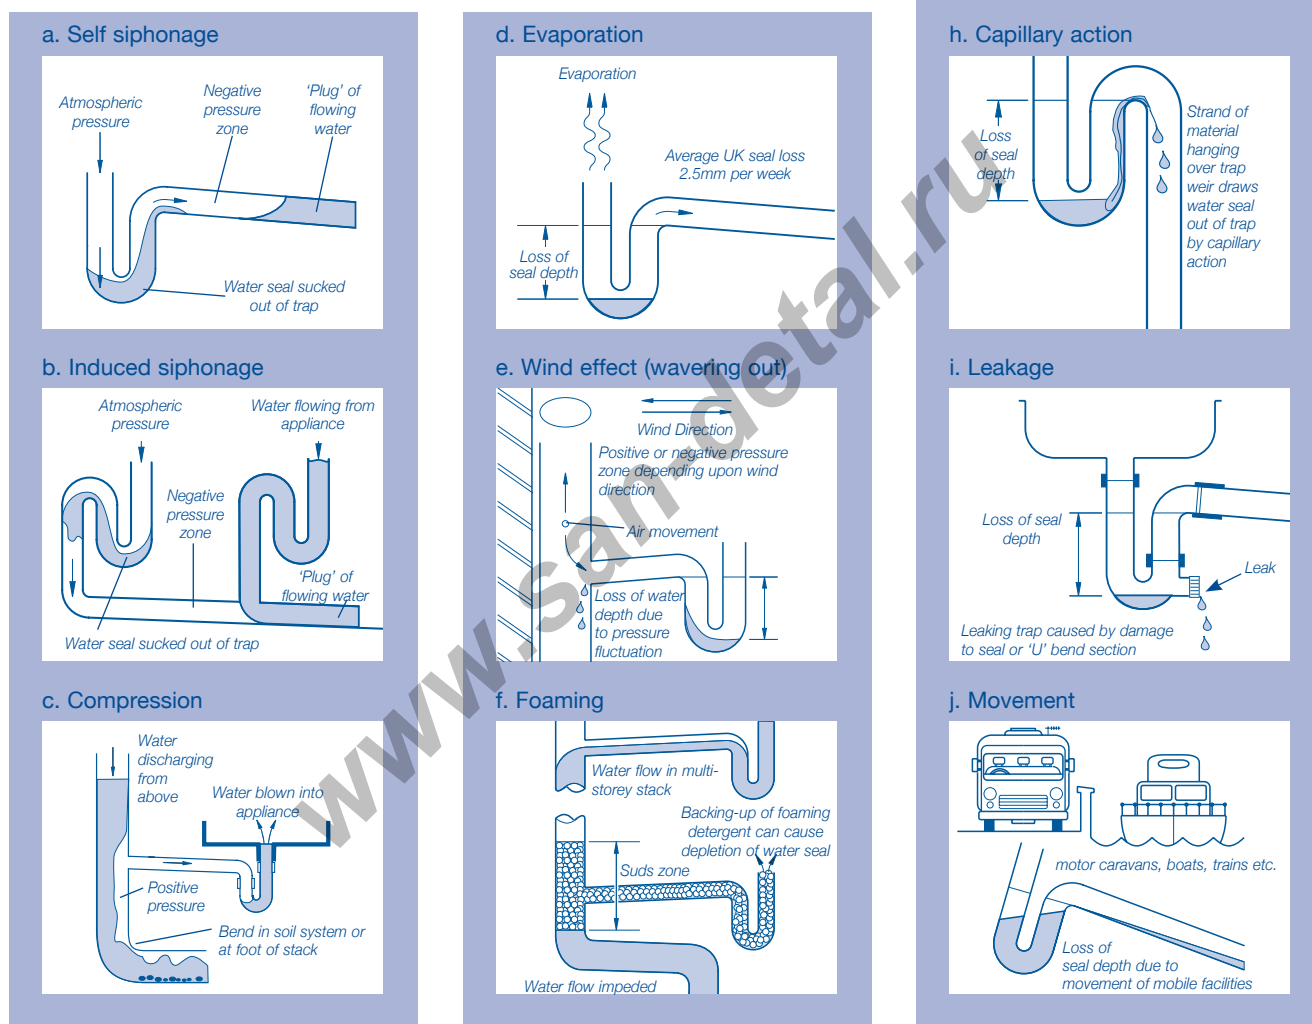 a. Self siphonage
Atmospheric
pressure
Negative
pressure
zone
‘Plug’ of
flowing
water
Water seal sucked
out of trap
b. Induced siphonage
Atmospheric
pressure
Water flowing from
appliance
Negative
pressure
zone
‘Plug’ of
flowing water
Water seal sucked out of trap
c. Compression
Water
discharging
from
above
Water blown into
appliance
Positive
pressure
Bend in soil system or
at foot of stack
d. Evaporation
Evaporation
Average UK seal loss
2.5mm per week
Loss of
seal depth
e. Wind effect (wavering out)
Wind Direction
Positive or negative pressure
zone depending upon wind
direction
Air movement
Loss of water
depth due
to pressure
fluctuation
f. Foaming
Water flow in multi-
storey stack
Backing-up of foaming
detergent can cause
depletion of water seal
Suds zone
Water flow impeded
h. Capillary action
Loss
of seal
depth
Strand of
material
hanging
over trap
weir draws
water seal
out of trap
by capillary
action
i. Leakage
Loss of seal
depth
Leak
Leaking trap caused by damage
to seal or ‘U’ bend section
j. Movement
motor caravans, boats, trains etc.
Loss of
seal depth due to
movement of mobile facilities
www.san-detal.ru